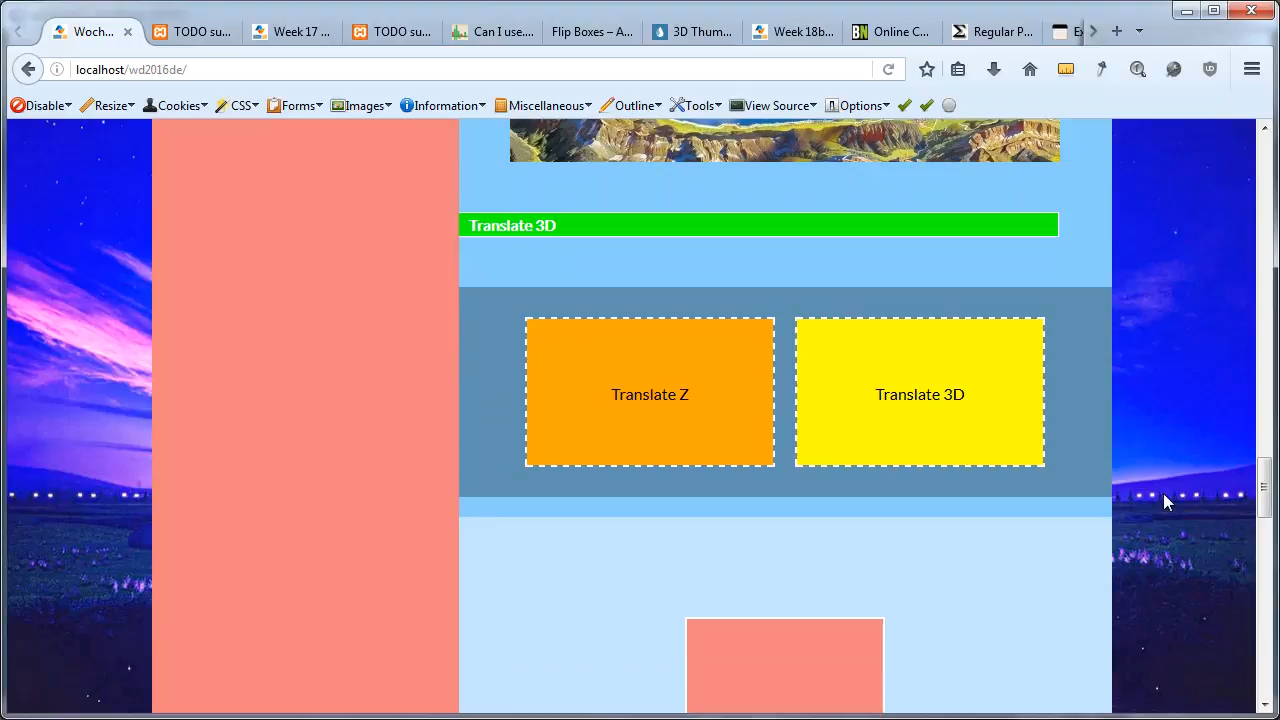 Woch...
TODO su...
Week 17 ...
TODO su...
Can I use....
Flip Boxes – A...
3D Thum...
Week 18b...
BN Online C...
Regular P...
localhost/wd2016de/
Disable Resize Cookies CSS Forms Images Information Miscellaneous Outline Tools View Source Options
Translate 3D
Translate Z
Translate 3D